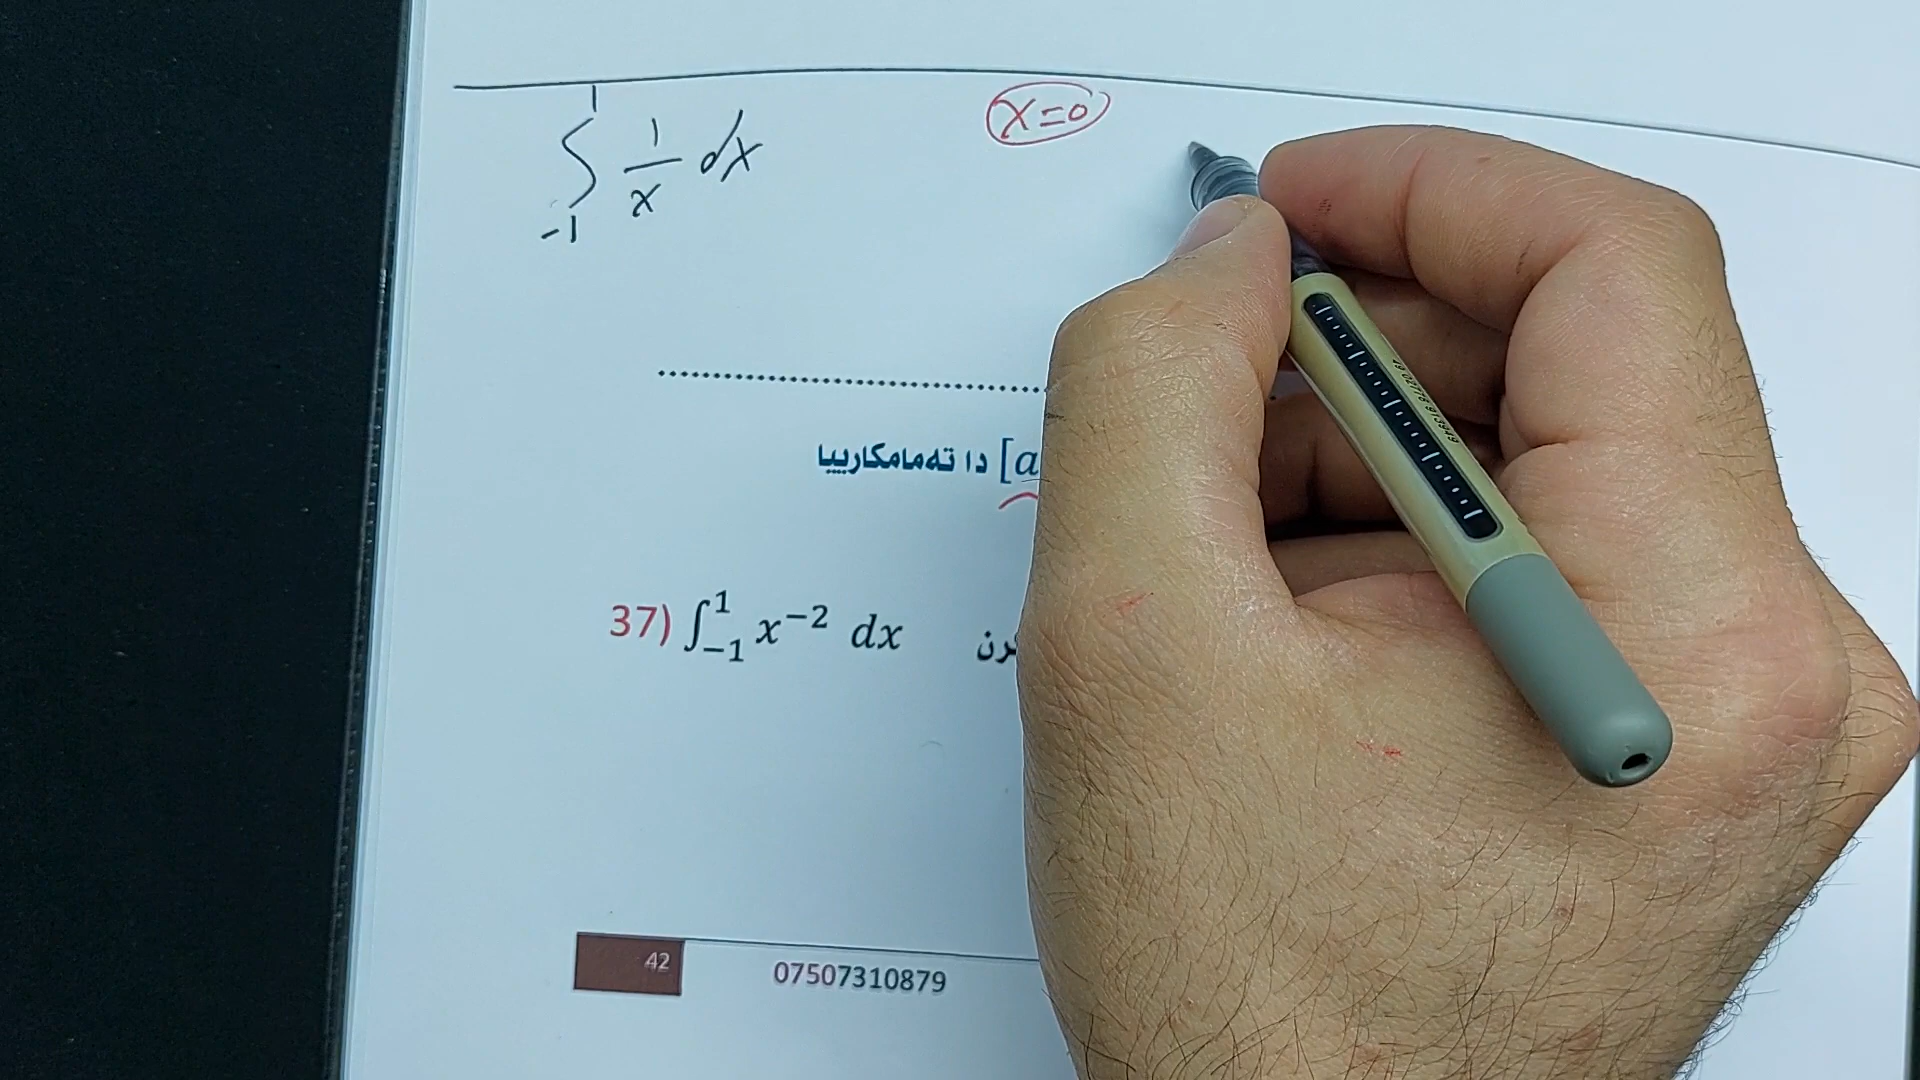 ∫₋₁¹ 1/x dx
x=0
[a دا تەمامکارییا
37) ∫₋₁¹ x⁻² dx
42
07507310879